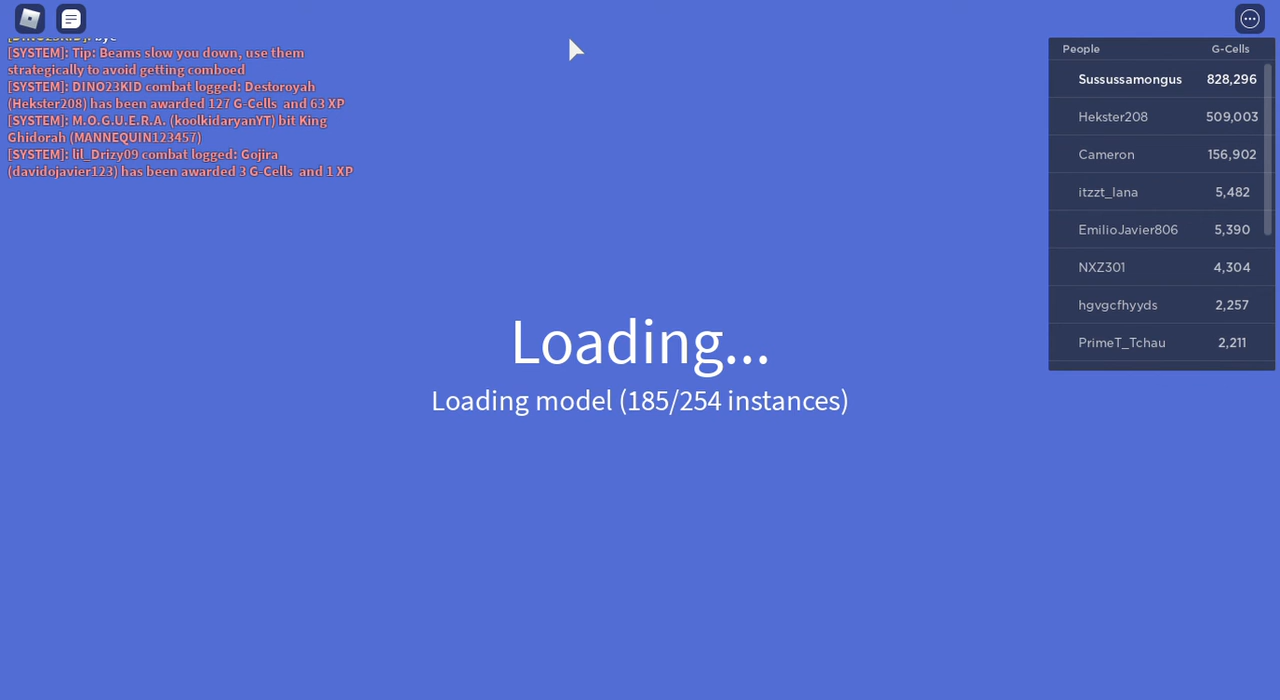 [DINO23KID]: bye
[SYSTEM]: Tip: Beams slow you down, use them
strategically to avoid getting comboed
[SYSTEM]: DINO23KID combat logged: Destoroyah
(Hekster208) has been awarded 127 G-Cells  and 63 XP
[SYSTEM]: M.O.G.U.E.R.A. (koolkidaryanYT) bit King
Ghidorah (MANNEQUIN123457)
[SYSTEM]: lil_Drizy09 combat logged: Gojira
(davidojavier123) has been awarded 3 G-Cells  and 1 XP
People G-Cells
Sussussamongus 828,296
Hekster208 509,003
Cameron 156,902
itzzt_lana 5,482
EmilioJavier806 5,390
NXZ301 4,304
hgvgcfhyyds 2,257
PrimeT_Tchau 2,211
Loading...
Loading model (185/254 instances)